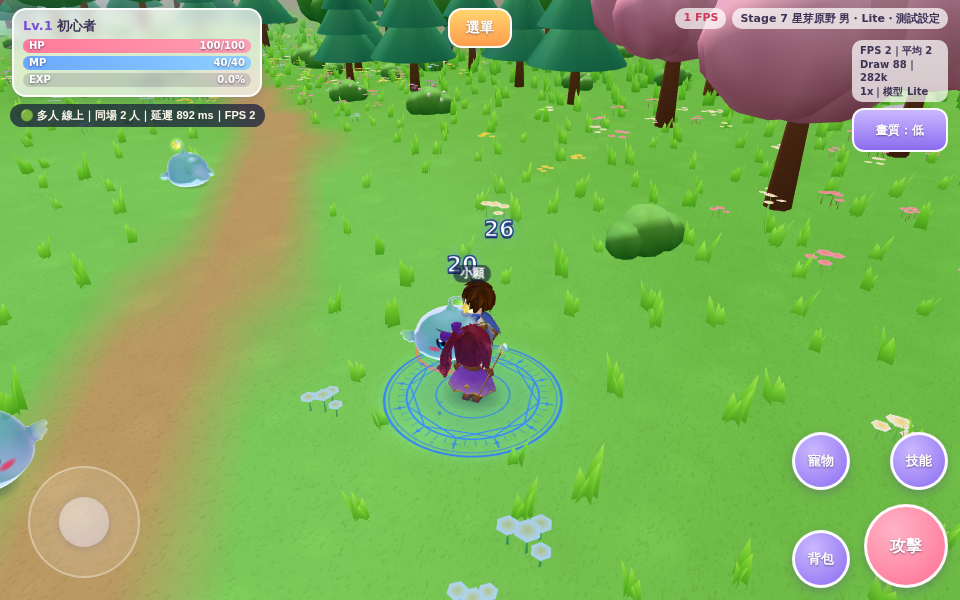 Lv.1 初心者
HP 100/100
MP 40/40
EXP 0.0%
多人 線上｜同場 2 人｜延遲 892 ms｜FPS 2
選單
1 FPS
Stage 7 星芽原野 男・Lite・測試設定
FPS 2｜平均 2
Draw 88｜
282k
1x｜模型 Lite
畫質：低
26
20
小穎
寵物
技能
背包
攻擊